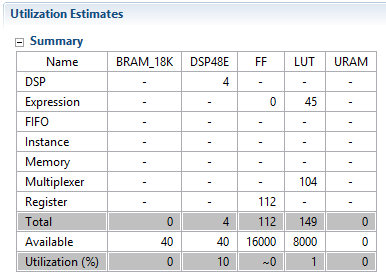 Utilization Estimates
Summary
Name BRAM_18K DSP48E FF LUT URAM
DSP - 4 - - -
Expression - - 0 45 -
FIFO - - - - -
Instance - - - - -
Memory - - - - -
Multiplexer - - - 104 -
Register - - 112 - -
Total 0 4 112 149 0
Available 40 40 16000 8000 0
Utilization (%) 0 10 ~0 1 0